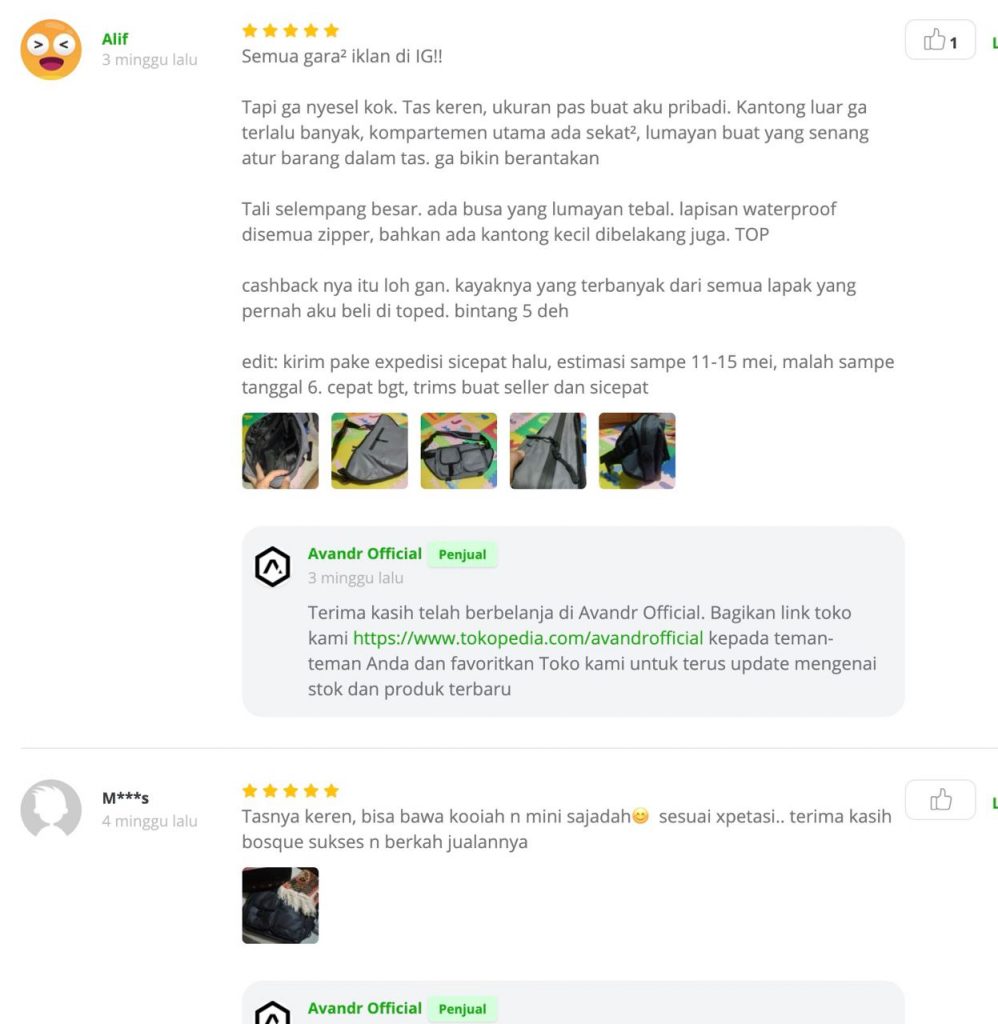 Alif
3 minggu lalu
Semua gara² iklan di IG!!
1
L
Tapi ga nyesel kok. Tas keren, ukuran pas buat aku pribadi. Kantong luar ga
terlalu banyak, kompartemen utama ada sekat², lumayan buat yang senang
atur barang dalam tas. ga bikin berantakan
Tali selempang besar. ada busa yang lumayan tebal. lapisan waterproof
disemua zipper, bahkan ada kantong kecil dibelakang juga. TOP
cashback nya itu loh gan. kayaknya yang terbanyak dari semua lapak yang
pernah aku beli di toped. bintang 5 deh
edit: kirim pake expedisi sicepat halu, estimasi sampe 11-15 mei, malah sampe
tanggal 6. cepat bgt, trims buat seller dan sicepat
Avandr Official Penjual
3 minggu lalu
Terima kasih telah berbelanja di Avandr Official. Bagikan link toko
kami https://www.tokopedia.com/avandrofficial kepada teman-
teman Anda dan favoritkan Toko kami untuk terus update mengenai
stok dan produk terbaru
M***s
4 minggu lalu
L
Tasnya keren, bisa bawa kooiah n mini sajadah😊 sesuai xpetasi.. terima kasih
bosque sukses n berkah jualannya
Avandr Official Penjual